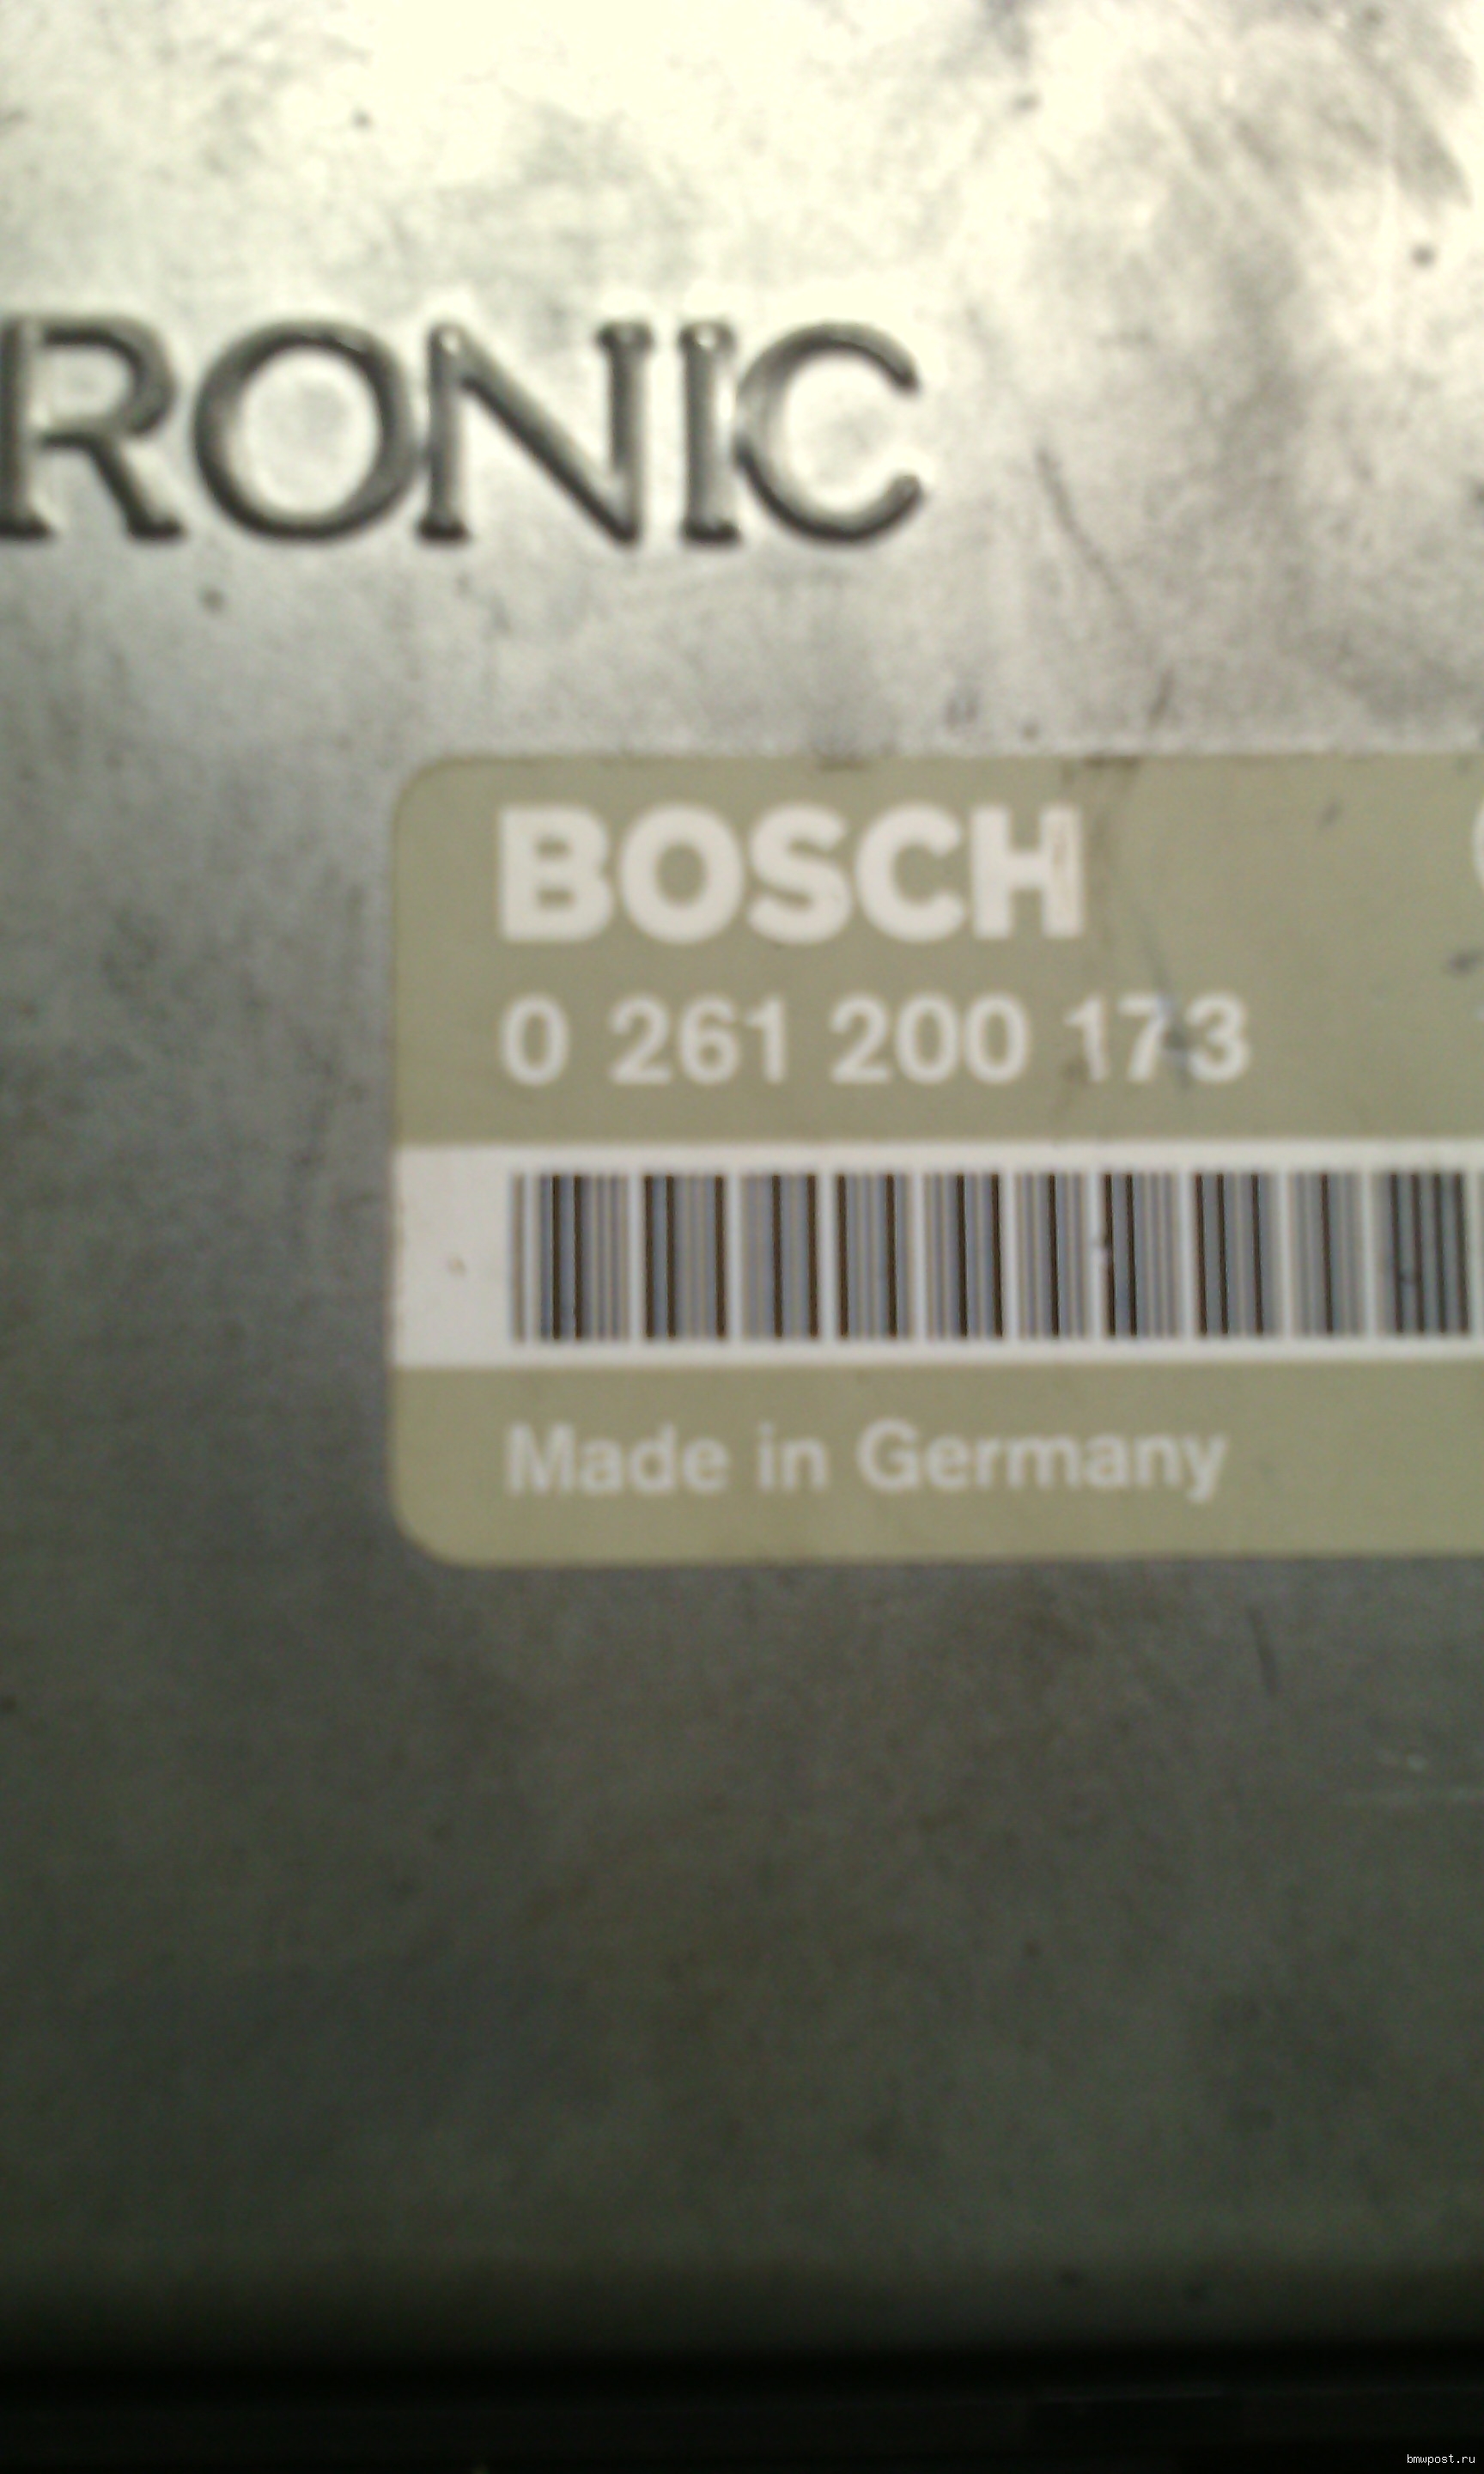 RONIC
BOSCH
0 261 200 173
Made in Germany
bmwpost.ru